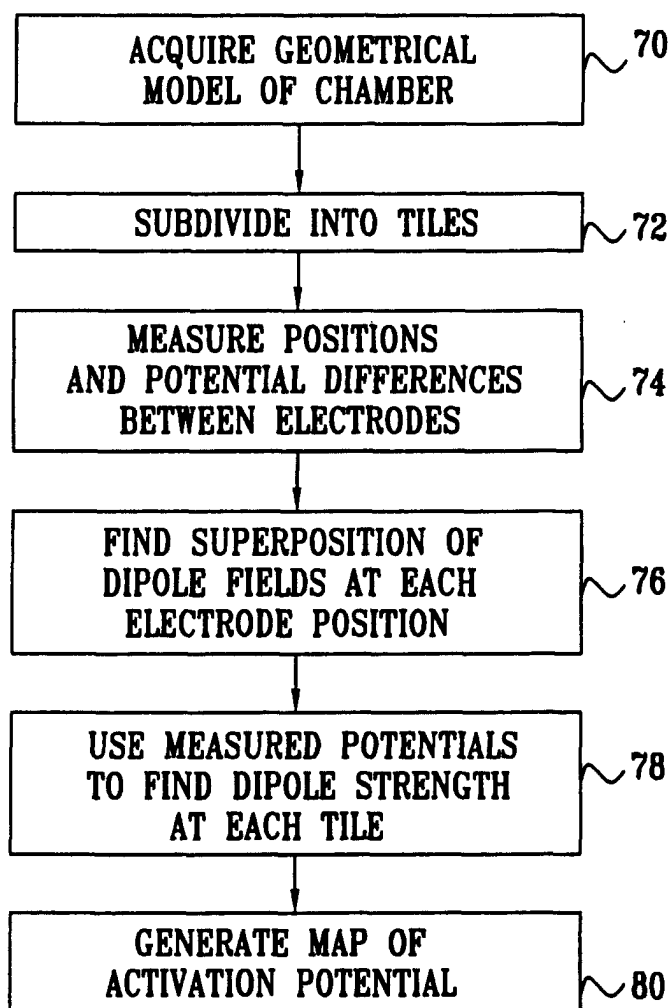 ACQUIRE GEOMETRICAL
MODEL OF CHAMBER
70
SUBDIVIDE INTO TILES
72
MEASURE POSITIONS
AND POTENTIAL DIFFERENCES
BETWEEN ELECTRODES
74
FIND SUPERPOSITION OF
DIPOLE FIELDS AT EACH
ELECTRODE POSITION
76
USE MEASURED POTENTIALS
TO FIND DIPOLE STRENGTH
AT EACH TILE
78
GENERATE MAP OF
ACTIVATION POTENTIAL
80